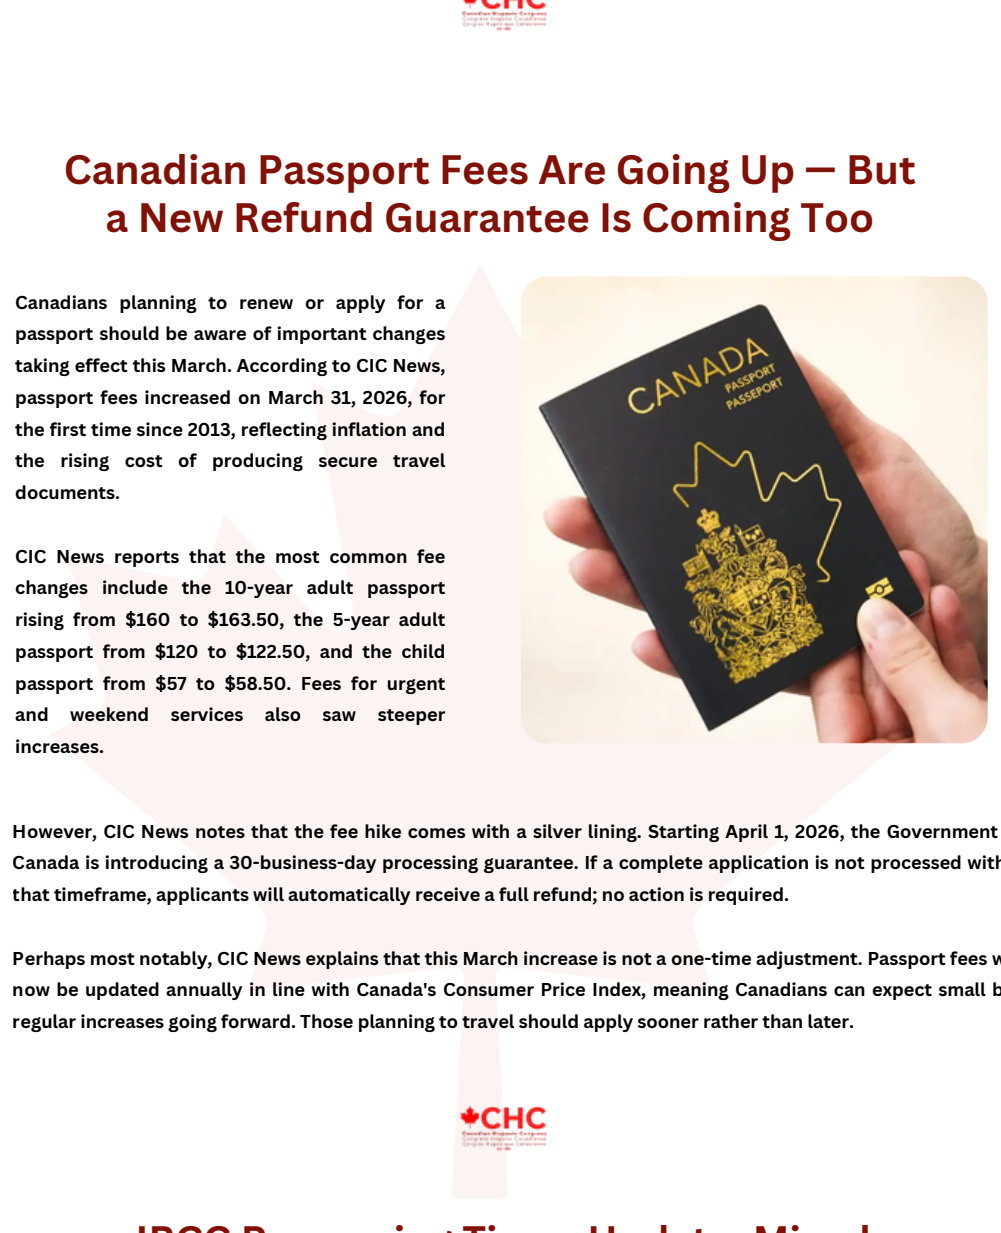 CHC
Canadian Hispanic Congress
Canadian Passport Fees Are Going Up — But
a New Refund Guarantee Is Coming Too
Canadians planning to renew or apply for a
passport should be aware of important changes
taking effect this March. According to CIC News,
passport fees increased on March 31, 2026, for
the first time since 2013, reflecting inflation and
the rising cost of producing secure travel
documents.
CIC News reports that the most common fee
changes include the 10-year adult passport
rising from $160 to $163.50, the 5-year adult
passport from $120 to $122.50, and the child
passport from $57 to $58.50. Fees for urgent
and weekend services also saw steeper
increases.
CANADA
PASSPORT
PASSEPORT
However, CIC News notes that the fee hike comes with a silver lining. Starting April 1, 2026, the Government
Canada is introducing a 30-business-day processing guarantee. If a complete application is not processed with
that timeframe, applicants will automatically receive a full refund; no action is required.
Perhaps most notably, CIC News explains that this March increase is not a one-time adjustment. Passport fees w
now be updated annually in line with Canada's Consumer Price Index, meaning Canadians can expect small b
regular increases going forward. Those planning to travel should apply sooner rather than later.
CHC
Canadian Hispanic Congress